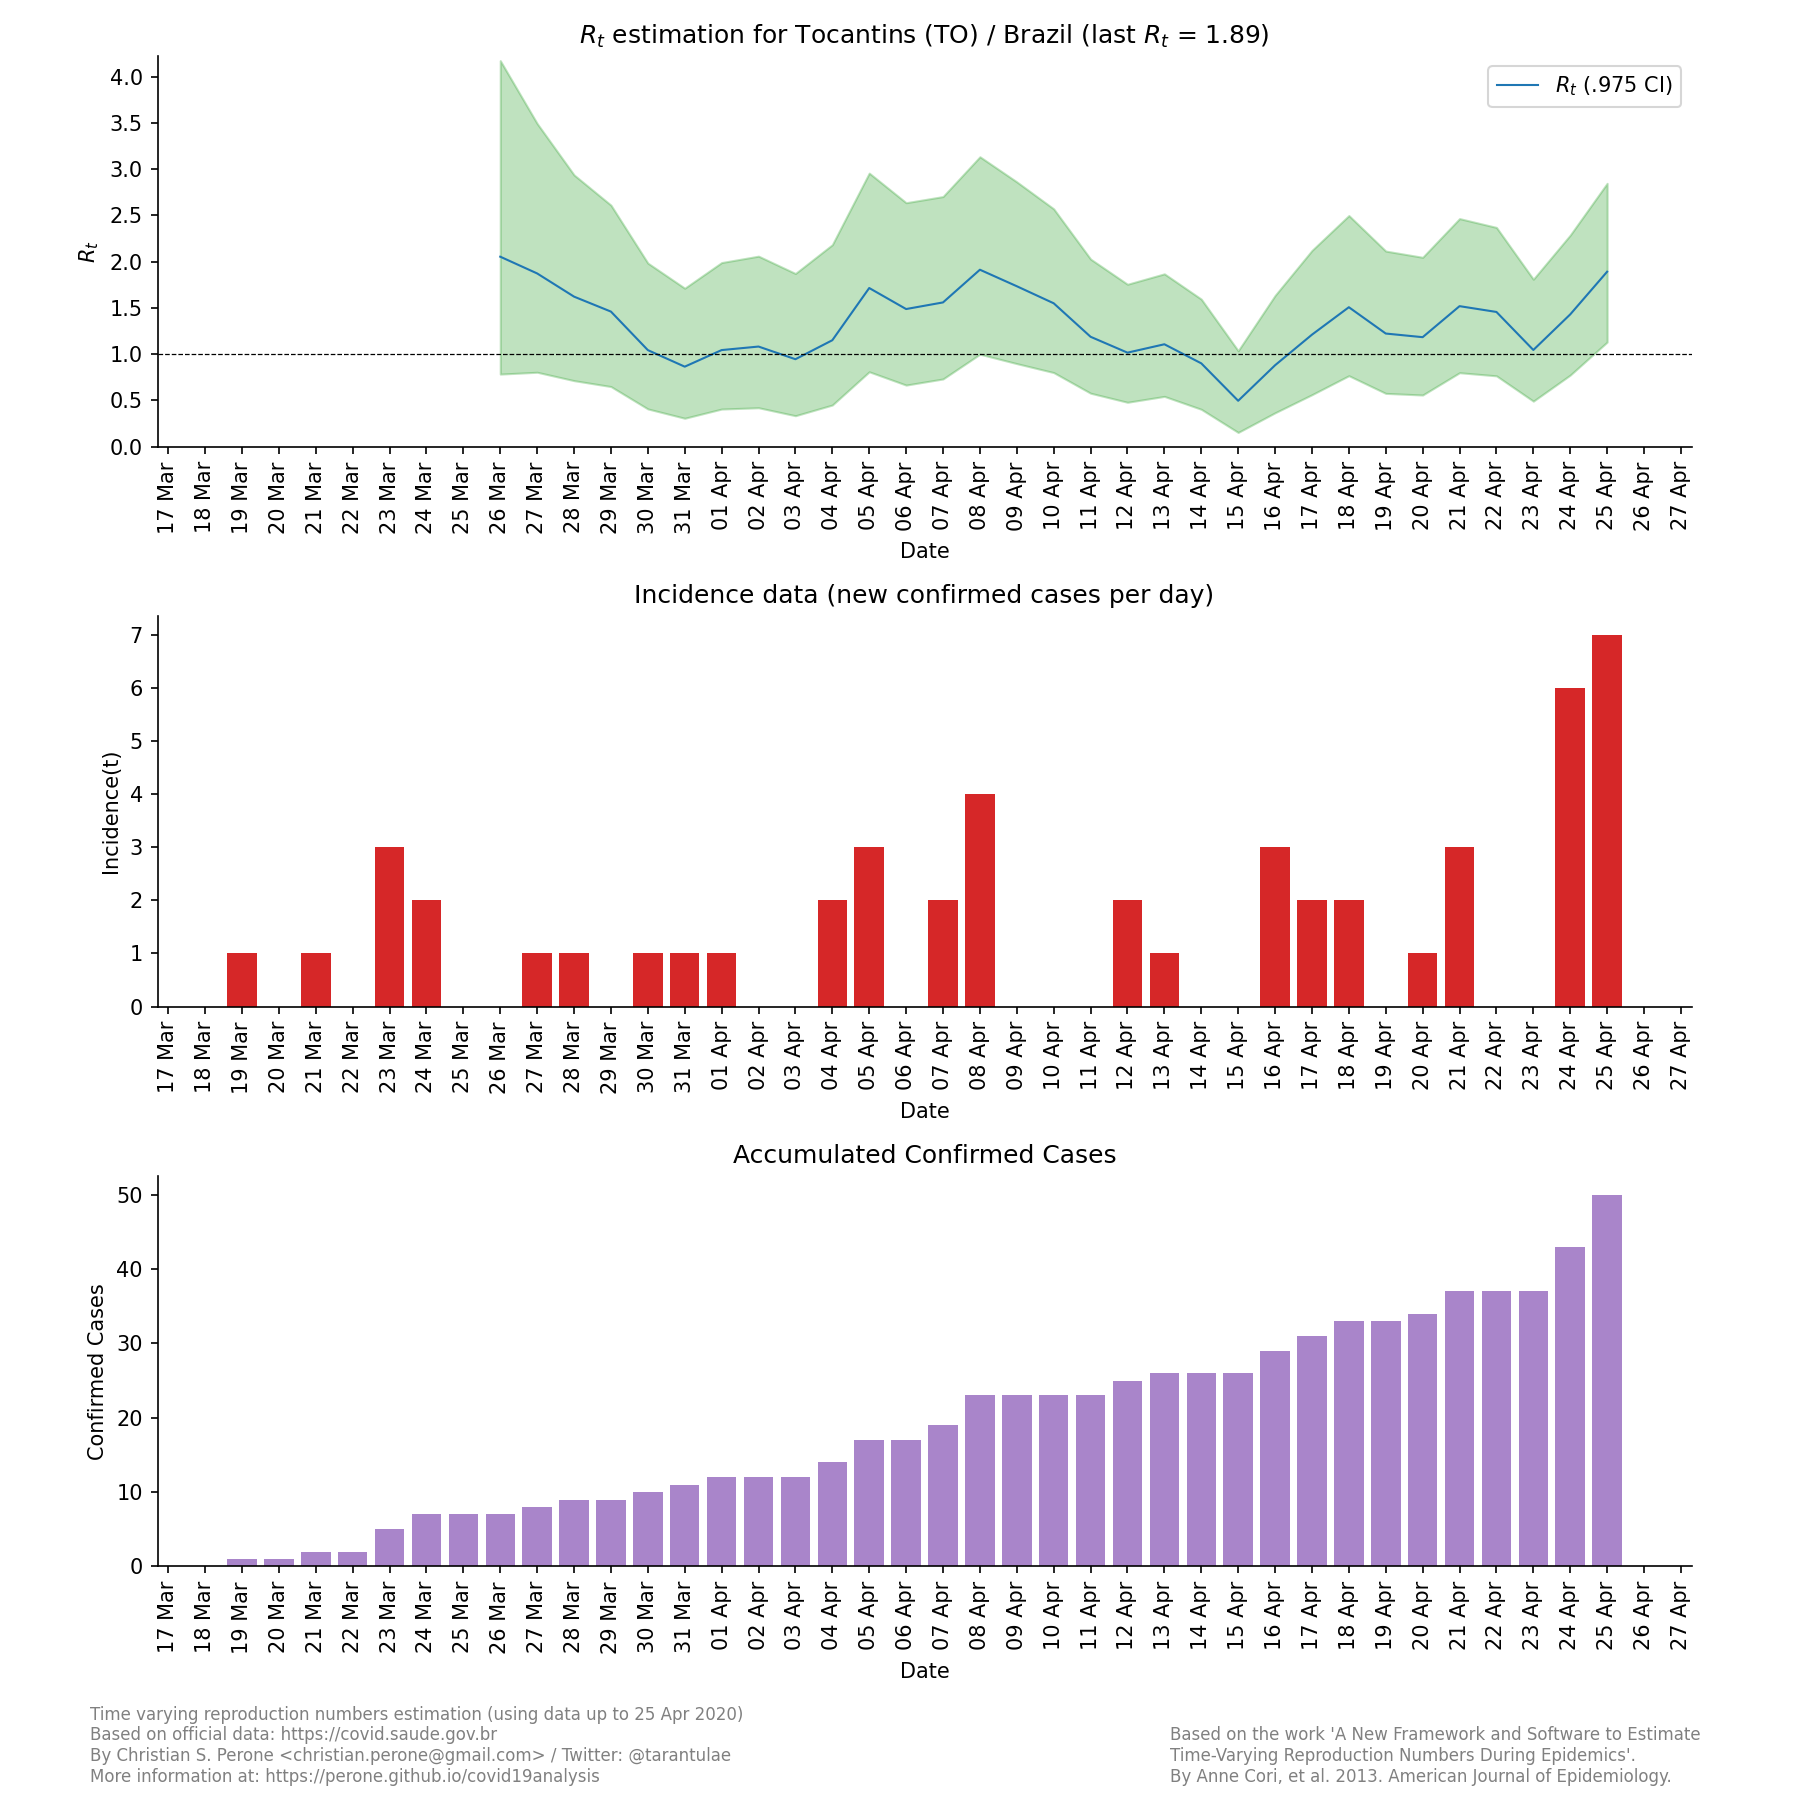 Rt estimation for Tocantins (TO) / Brazil (last Rt = 1.89)
Rt (.975 CI)
Rt
4.0
3.5
3.0
2.5
2.0
1.5
1.0
0.5
0.0
17 Mar 18 Mar 19 Mar 20 Mar 21 Mar 22 Mar 23 Mar 24 Mar 25 Mar 26 Mar 27 Mar 28 Mar 29 Mar 30 Mar 31 Mar 01 Apr 02 Apr 03 Apr 04 Apr 05 Apr 06 Apr 07 Apr 08 Apr 09 Apr 10 Apr 11 Apr 12 Apr 13 Apr 14 Apr 15 Apr 16 Apr 17 Apr 18 Apr 19 Apr 20 Apr 21 Apr 22 Apr 23 Apr 24 Apr 25 Apr 26 Apr 27 Apr
Date
Incidence data (new confirmed cases per day)
Incidence(t)
7
6
5
4
3
2
1
0
17 Mar 18 Mar 19 Mar 20 Mar 21 Mar 22 Mar 23 Mar 24 Mar 25 Mar 26 Mar 27 Mar 28 Mar 29 Mar 30 Mar 31 Mar 01 Apr 02 Apr 03 Apr 04 Apr 05 Apr 06 Apr 07 Apr 08 Apr 09 Apr 10 Apr 11 Apr 12 Apr 13 Apr 14 Apr 15 Apr 16 Apr 17 Apr 18 Apr 19 Apr 20 Apr 21 Apr 22 Apr 23 Apr 24 Apr 25 Apr 26 Apr 27 Apr
Date
Accumulated Confirmed Cases
Confirmed Cases
50
40
30
20
10
0
17 Mar 18 Mar 19 Mar 20 Mar 21 Mar 22 Mar 23 Mar 24 Mar 25 Mar 26 Mar 27 Mar 28 Mar 29 Mar 30 Mar 31 Mar 01 Apr 02 Apr 03 Apr 04 Apr 05 Apr 06 Apr 07 Apr 08 Apr 09 Apr 10 Apr 11 Apr 12 Apr 13 Apr 14 Apr 15 Apr 16 Apr 17 Apr 18 Apr 19 Apr 20 Apr 21 Apr 22 Apr 23 Apr 24 Apr 25 Apr 26 Apr 27 Apr
Date
Time varying reproduction numbers estimation (using data up to 25 Apr 2020)
Based on official data: https://covid.saude.gov.br
By Christian S. Perone <christian.perone@gmail.com> / Twitter: @tarantulae
More information at: https://perone.github.io/covid19analysis
Based on the work 'A New Framework and Software to Estimate
Time-Varying Reproduction Numbers During Epidemics'.
By Anne Cori, et al. 2013. American Journal of Epidemiology.